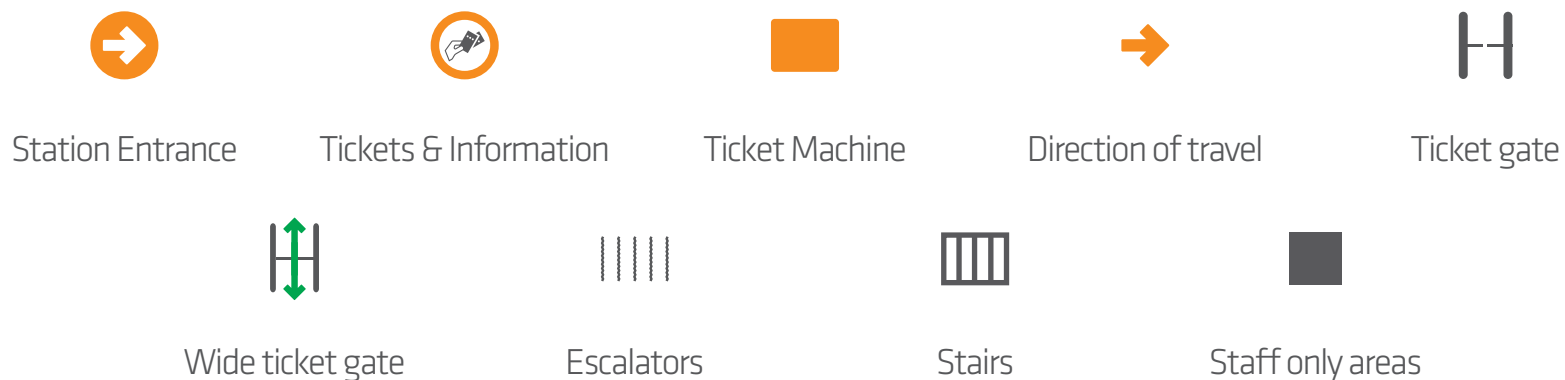 Station Entrance
Tickets & Information
Ticket Machine
Direction of travel
Ticket gate
Wide ticket gate
Escalators
Stairs
Staff only areas